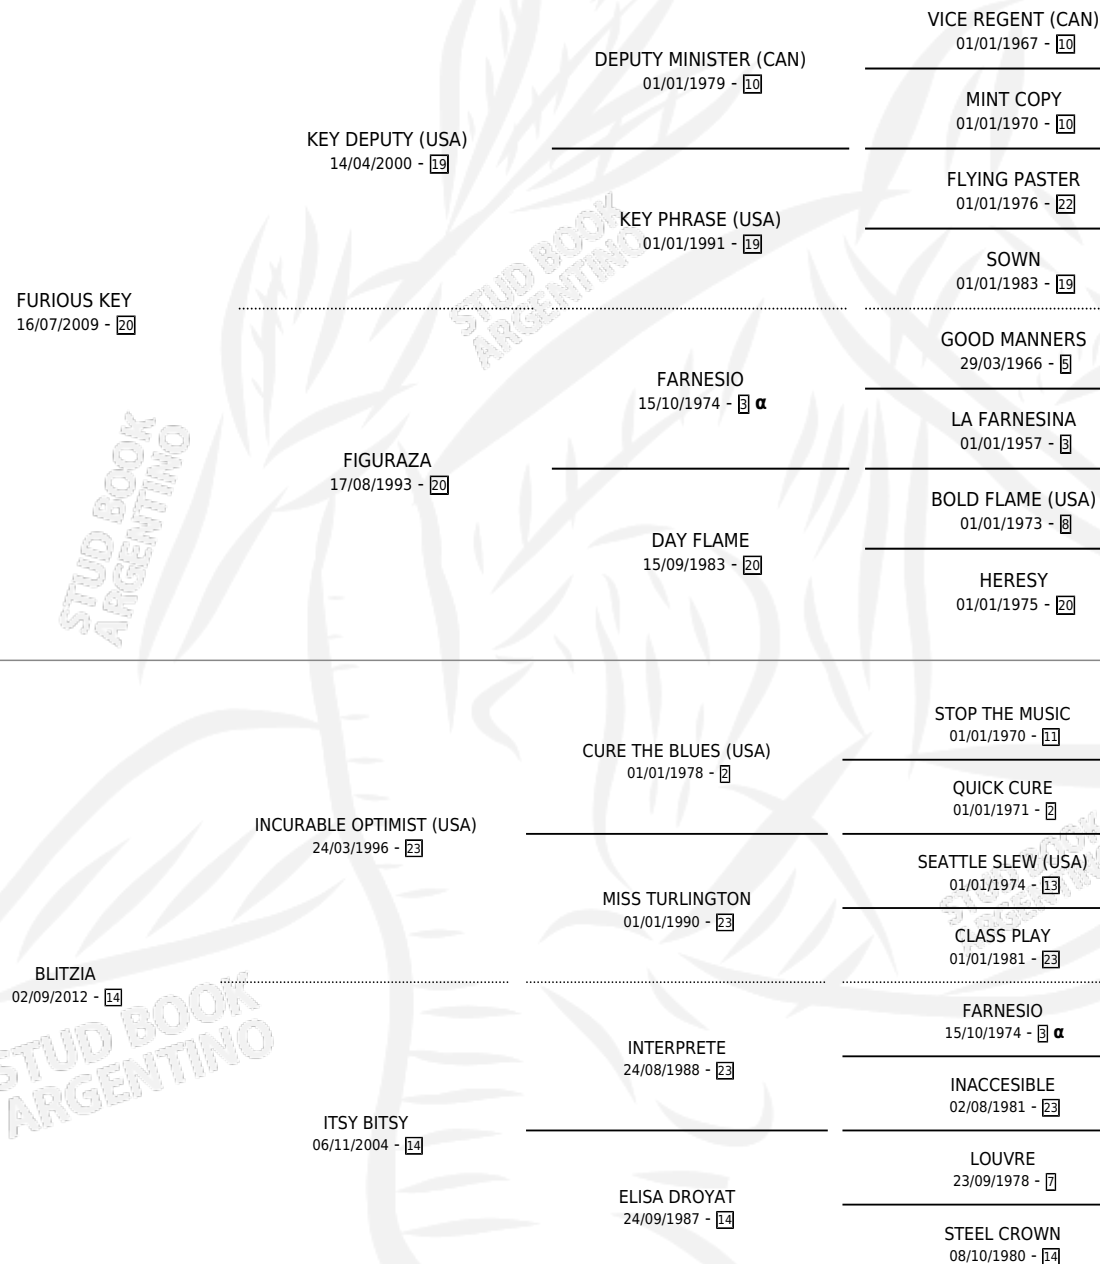 VICE REGENT (CAN)
01/01/1967 - 10
DEPUTY MINISTER (CAN)
01/01/1979 - 10
MINT COPY
01/01/1970 - 10
KEY DEPUTY (USA)
14/04/2000 - 19
FLYING PASTER
01/01/1976 - 22
KEY PHRASE (USA)
01/01/1991 - 19
SOWN
01/01/1983 - 19
FURIOUS KEY
16/07/2009 - 20
GOOD MANNERS
29/03/1966 - 5
FARNESIO
15/10/1974 - 3 α
LA FARNESINA
01/01/1957 - 3
FIGURAZA
17/08/1993 - 20
BOLD FLAME (USA)
01/01/1973 - 8
DAY FLAME
15/09/1983 - 20
HERESY
01/01/1975 - 20
STOP THE MUSIC
01/01/1970 - 11
CURE THE BLUES (USA)
01/01/1978 - 2
QUICK CURE
01/01/1971 - 2
INCURABLE OPTIMIST (USA)
24/03/1996 - 23
SEATTLE SLEW (USA)
01/01/1974 - 13
MISS TURLINGTON
01/01/1990 - 23
CLASS PLAY
01/01/1981 - 23
BLITZIA
02/09/2012 - 14
FARNESIO
15/10/1974 - 3 α
INTERPRETE
24/08/1988 - 23
INACCESIBLE
02/08/1981 - 23
ITSY BITSY
06/11/2004 - 14
LOUVRE
23/09/1978 - 7
ELISA DROYAT
24/09/1987 - 14
STEEL CROWN
08/10/1980 - 14
STUD BOOK
ARGENTINO
STUD BOOK
ARGENTINO
STUD BOOK
ARGENTINO
STUD BOOK
ARGENTINO